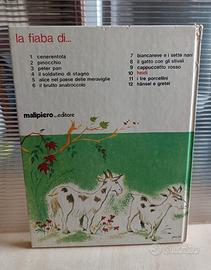 la fiaba di...
1 cenerentola
2 pinocchio
3 peter pan
4 il soldatino di stagno
5 alice nel paese delle meraviglie
6 il brutto anatroccolo
7 biancaneve e i sette nani
8 il gatto con gli stivali
9 cappuccetto rosso
10 heidi
11 i tre porcellini
12 hänsel e gretel
malipiero...editore
subito